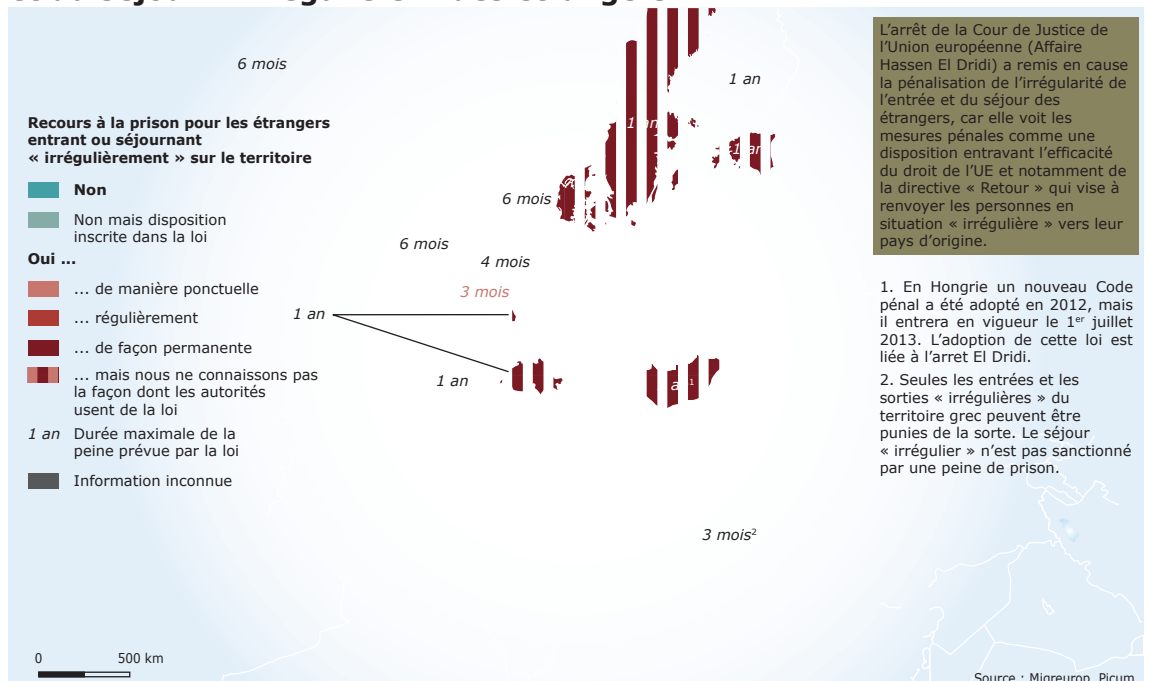 6 mois
1 an
Recours à la prison pour les étrangers
entrant ou séjournant
« irrégulièrement » sur le territoire
Non
Non mais disposition
inscrite dans la loi
Oui ...
... de manière ponctuelle
... régulièrement
... de façon permanente
... mais nous ne connaissons pas
la façon dont les autorités
usent de la loi
1 an Durée maximale de la
peine prévue par la loi
Information inconnue
1 an
1 an
6 mois
6 mois
4 mois
3 mois
1 an
1 an
1
3 mois²
L'arrêt de la Cour de Justice de
l'Union européenne (Affaire
Hassen El Dridi) a remis en cause
la pénalisation de l'irrégularité de
l'entrée et du séjour des
étrangers, car elle voit les
mesures pénales comme une
disposition entravant l'efficacité
du droit de l'UE et notamment de
la directive « Retour » qui vise à
renvoyer les personnes en
situation « irrégulière » vers leur
pays d'origine.
1. En Hongrie un nouveau Code
pénal a été adopté en 2012, mais
il entrera en vigueur le 1er juillet
2013. L'adoption de cette loi est
liée à l'arret El Dridi.
2. Seules les entrées et les
sorties « irrégulières » du
territoire grec peuvent être
punies de la sorte. Le séjour
« irrégulier » n'est pas sanctionné
par une peine de prison.
0 500 km
Source : Migreurop, Picum